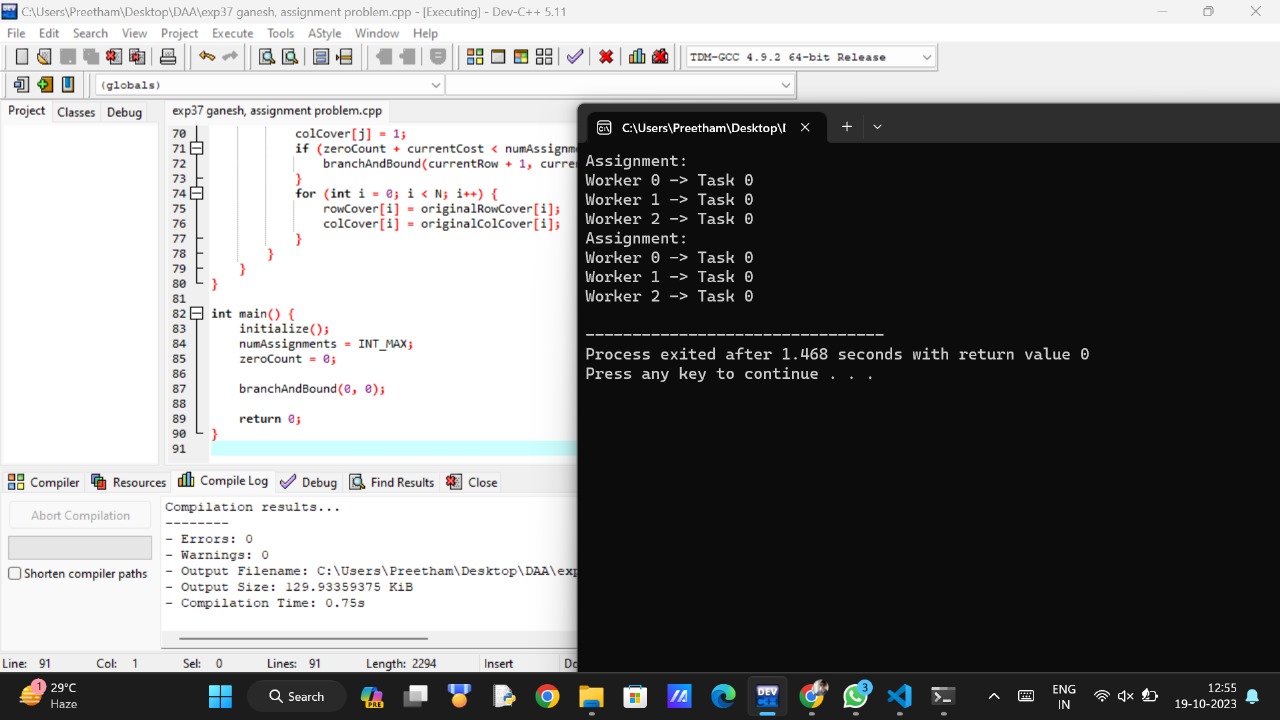 C:\Users\Preetham\Desktop\DAA\exp37 ganesh, assignment problem.cpp - [Executing] - Dev-C++ 5.11
File Edit Search View Project Execute Tools AStyle Window Help
TDM-GCC 4.9.2 64-bit Release
(globals)
Project Classes Debug
exp37 ganesh, assignment problem.cpp
70 colCover[j] = 1;
71 if (zeroCount + currentCost < numAssignm
72 branchAndBound(currentRow + 1, curre
73 }
74 for (int i = 0; i < N; i++) {
75 rowCover[i] = originalRowCover[i];
76 colCover[i] = originalColCover[i];
77 }
78 }
79 }
80 }
81
82 int main() {
83 initialize();
84 numAssignments = INT_MAX;
85 zeroCount = 0;
86
87 branchAndBound(0, 0);
88
89 return 0;
90 }
91
C:\Users\Preetham\Desktop\I
Assignment:
Worker 0 -> Task 0
Worker 1 -> Task 0
Worker 2 -> Task 0
Assignment:
Worker 0 -> Task 0
Worker 1 -> Task 0
Worker 2 -> Task 0
--------------------------------
Process exited after 1.468 seconds with return value 0
Press any key to continue . . .
Compiler Resources Compile Log Debug Find Results Close
Abort Compilation
Shorten compiler paths
Compilation results...
--------
- Errors: 0
- Warnings: 0
- Output Filename: C:\Users\Preetham\Desktop\DAA\exp
- Output Size: 129.93359375 KiB
- Compilation Time: 0.75s
Line: 91 Col: 1 Sel: 0 Lines: 91 Length: 2294 Insert Do
1
29°C
Haze
Search
PRE
DEV
3
ENG
IN
12:55
19-10-2023